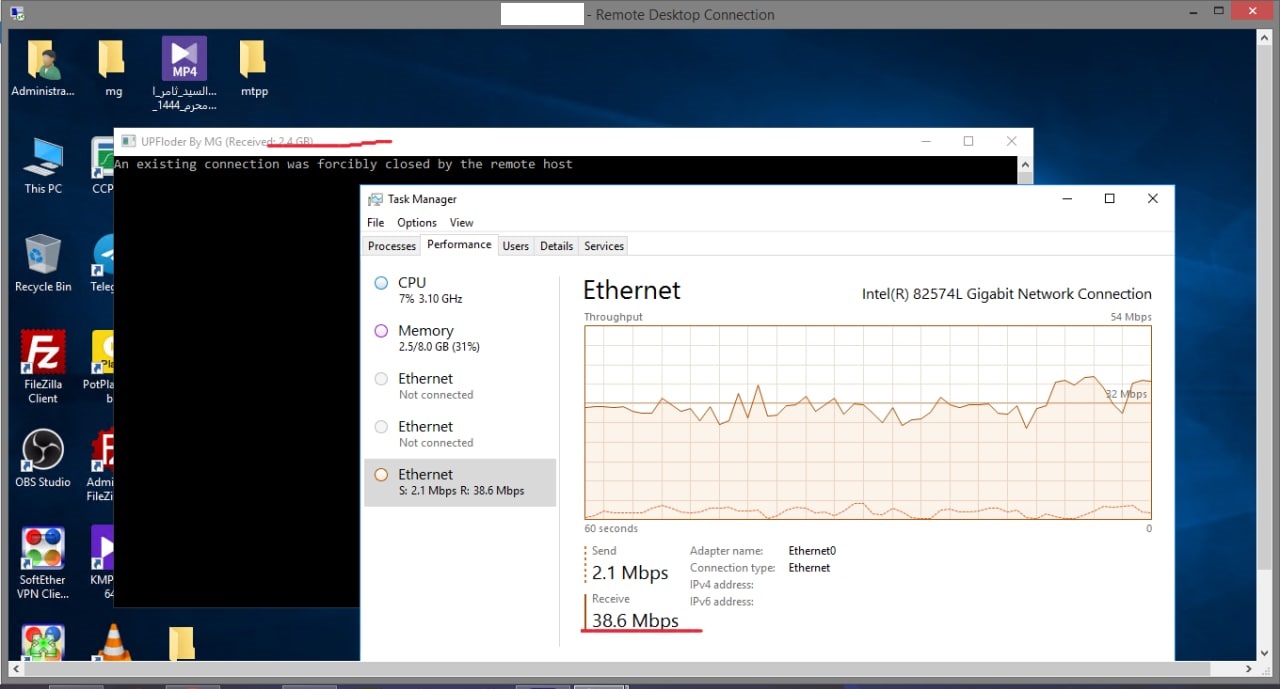 - Remote Desktop Connection
Administra...
mg
MP4
السيد_ثامر_ا...
محرم_1444_...
mtpp
UPFloder By MG (Received: 2.4 GB)
An existing connection was forcibly closed by the remote host
This PC
CCP
Recycle Bin
Teleg
FileZilla
Client
PotPla
b
OBS Studio
Admi
FileZi
SoftEther
VPN Clie...
KMP
64
Task Manager
File Options View
Processes Performance Users Details Services
CPU
7% 3.10 GHz
Memory
2.5/8.0 GB (31%)
Ethernet
Not connected
Ethernet
Not connected
Ethernet
S: 2.1 Mbps R: 38.6 Mbps
Ethernet
Intel(R) 82574L Gigabit Network Connection
Throughput
54 Mbps
32 Mbps
60 seconds
0
Send
2.1 Mbps
Receive
38.6 Mbps
Adapter name: Ethernet0
Connection type: Ethernet
IPv4 address:
IPv6 address: